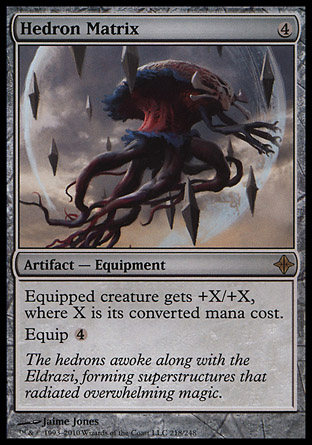 Hedron Matrix 4
Artifact — Equipment
Equipped creature gets +X/+X,
where X is its converted mana cost.
Equip 4
The hedrons awoke along with the
Eldrazi, forming superstructures that
radiated overwhelming magic.
Jaime Jones
™ & © 1993–2010 Wizards of the Coast LLC 218/248